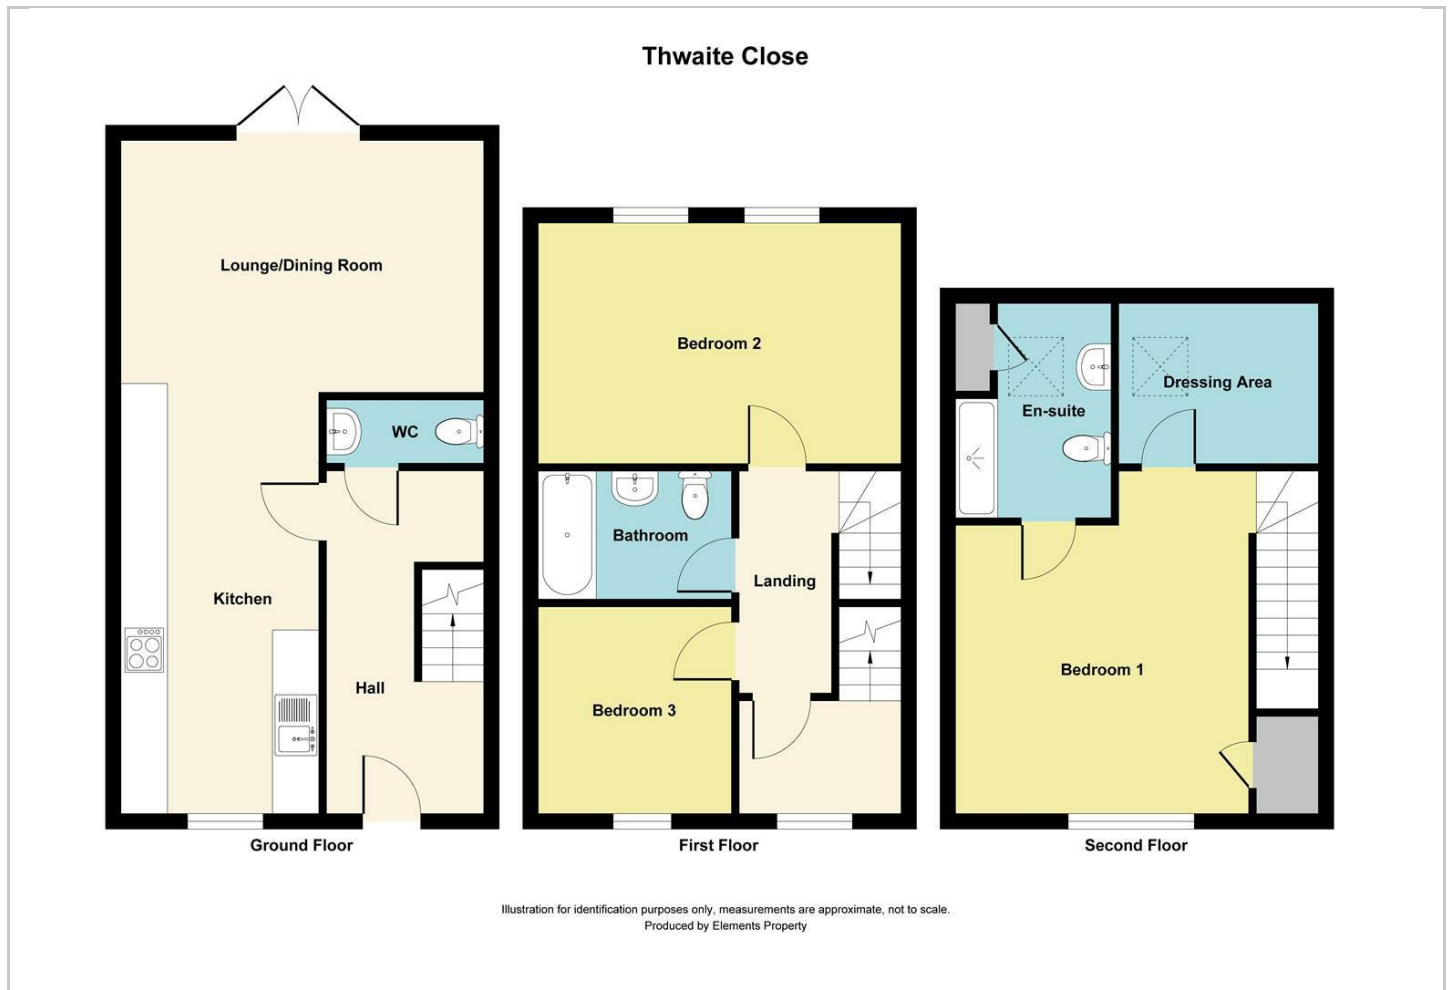 Thwaite Close
Lounge/Dining Room
WC
Kitchen
Hall
Ground Floor
Bedroom 2
Bathroom
Landing
Bedroom 3
First Floor
En-suite
Dressing Area
Bedroom 1
Second Floor
Illustration for identification purposes only, measurements are approximate, not to scale.
Produced by Elements Property